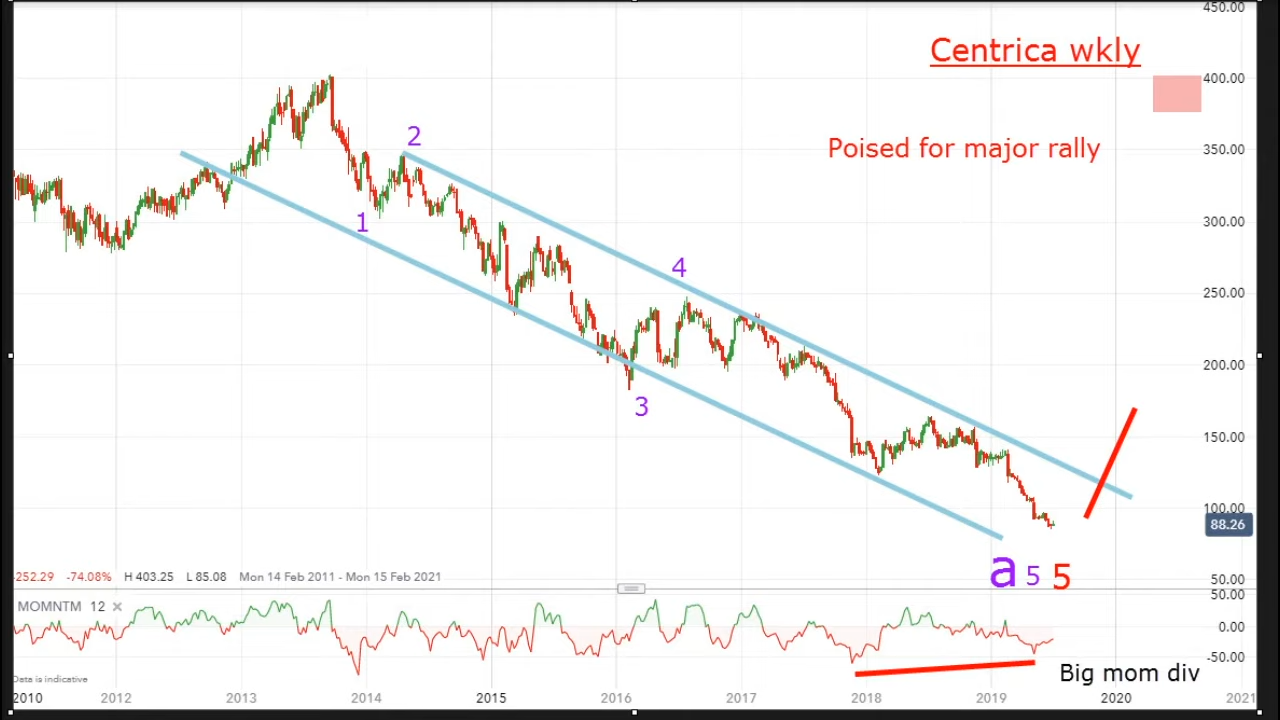 450.00
Centrica wkly
400.00
2
Poised for major rally
350.00
1
300.00
4
250.00
200.00
3
150.00
100.00
88.26
a 5 5
252.29 -74.08% H 403.25 L 85.08 Mon 14 Feb 2011 - Mon 15 Feb 2021
50.00
50.00
MOMNTM 12 ×
0.00
-50.00
Big mom div
Data is indicative
2010 2012 2013 2014 2015 2016 2017 2018 2019 2020 2021